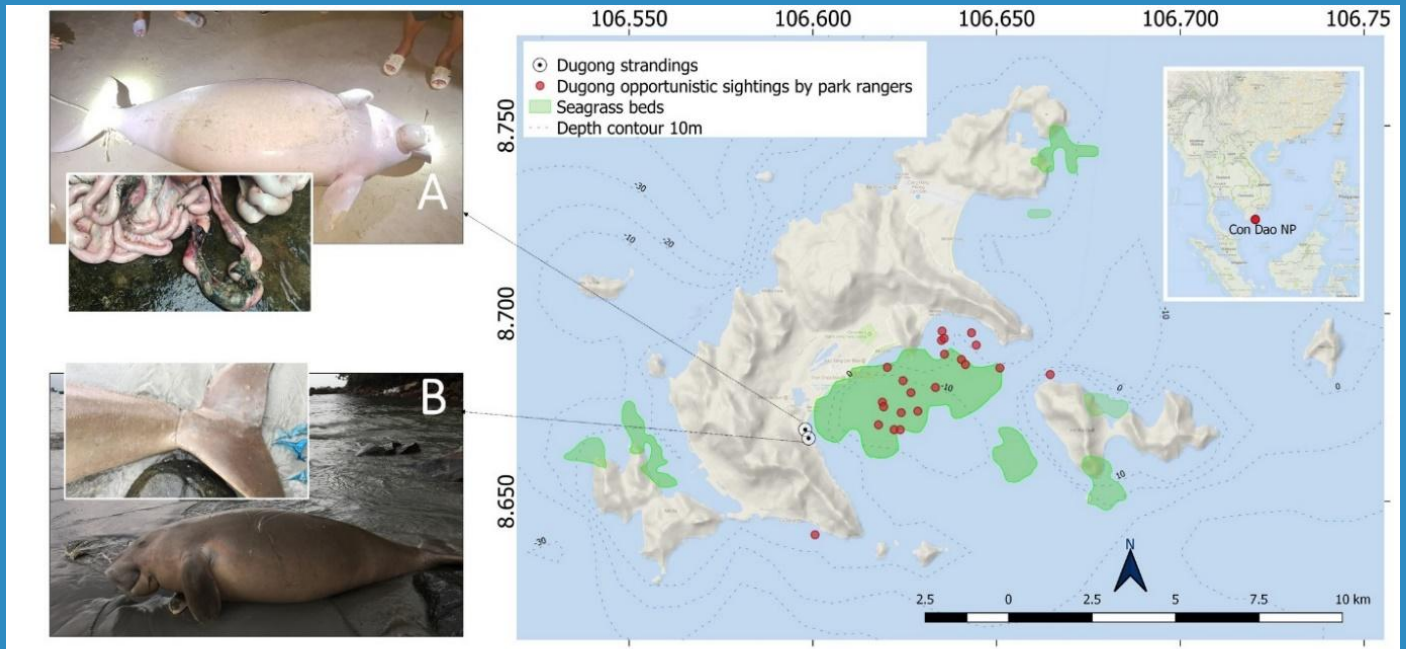 A
B
106.550 106.600 106.650 106.700 106.75
8.750
8.700
8.650
Dugong strandings
Dugong opportunistic sightings by park rangers
Seagrass beds
Depth contour 10m
Con Dao NP
-30
-10
-20
-10
0
-10
0
0
10
-30
N
2.5 0 2.5 5 7.5 10 km